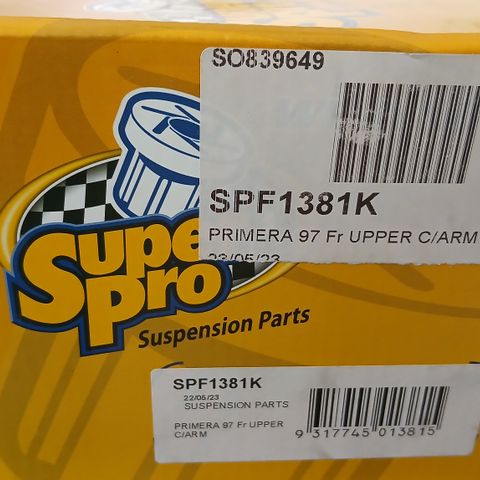 SO839649
SPF1381K
PRIMERA 97 Fr UPPER C/ARM
23/05/23
Super
Pro
Suspension Parts
SPF1381K
22/05/23
SUSPENSION PARTS
PRIMERA 97 Fr UPPER
C/ARM
9 317745 013815